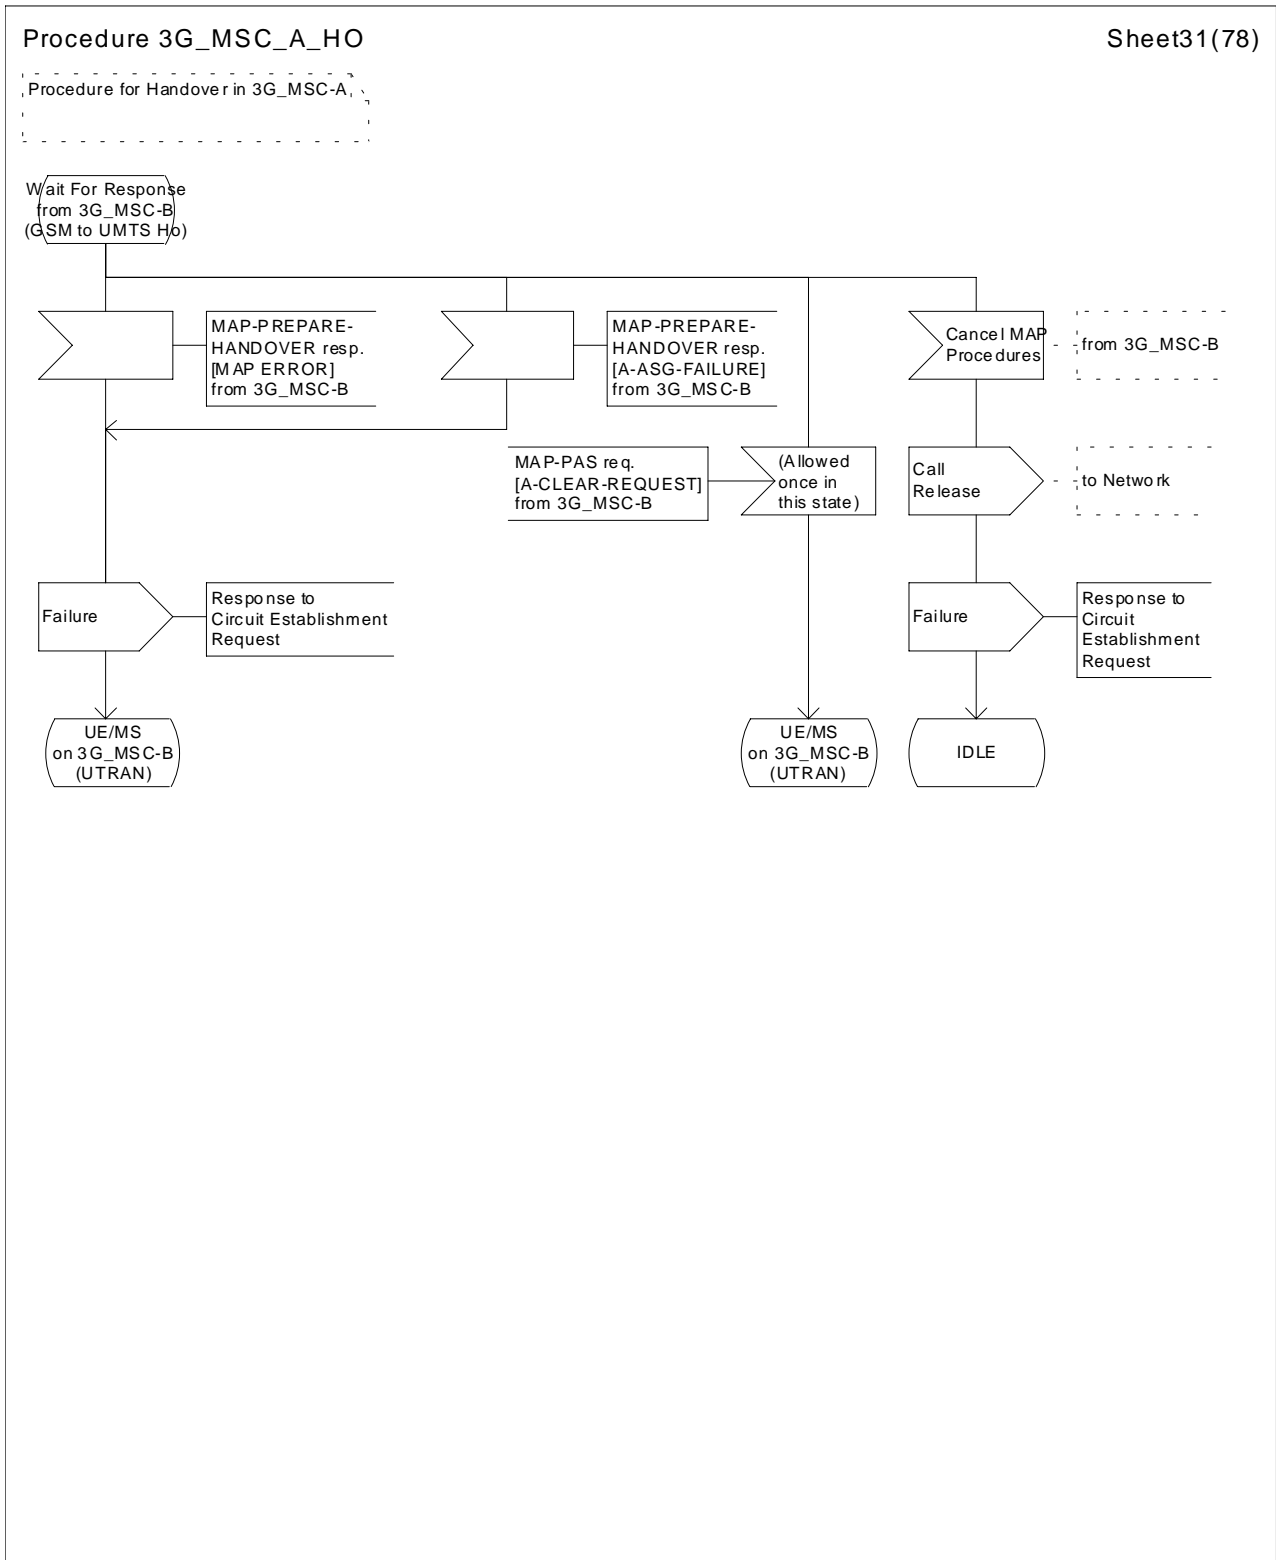 Procedure 3G_MSC_A_HO
Sheet31(78)
Procedure for Handover in 3G_MSC-A
Wait For Response
from 3G_MSC-B
(GSM to UMTS Ho)
MAP-PREPARE-
HANDOVER resp.
[MAP ERROR]
from 3G_MSC-B
MAP-PREPARE-
HANDOVER resp.
[A-ASG-FAILURE]
from 3G_MSC-B
Cancel MAP
Procedures
from 3G_MSC-B
MAP-PAS req.
[A-CLEAR-REQUEST]
from 3G_MSC-B
(Allowed
once in
this state)
Call
Release
to Network
Failure
Response to
Circuit Establishment
Request
Failure
Response to
Circuit
Establishment
Request
UE/MS
on 3G_MSC-B
(UTRAN)
UE/MS
on 3G_MSC-B
(UTRAN)
IDLE